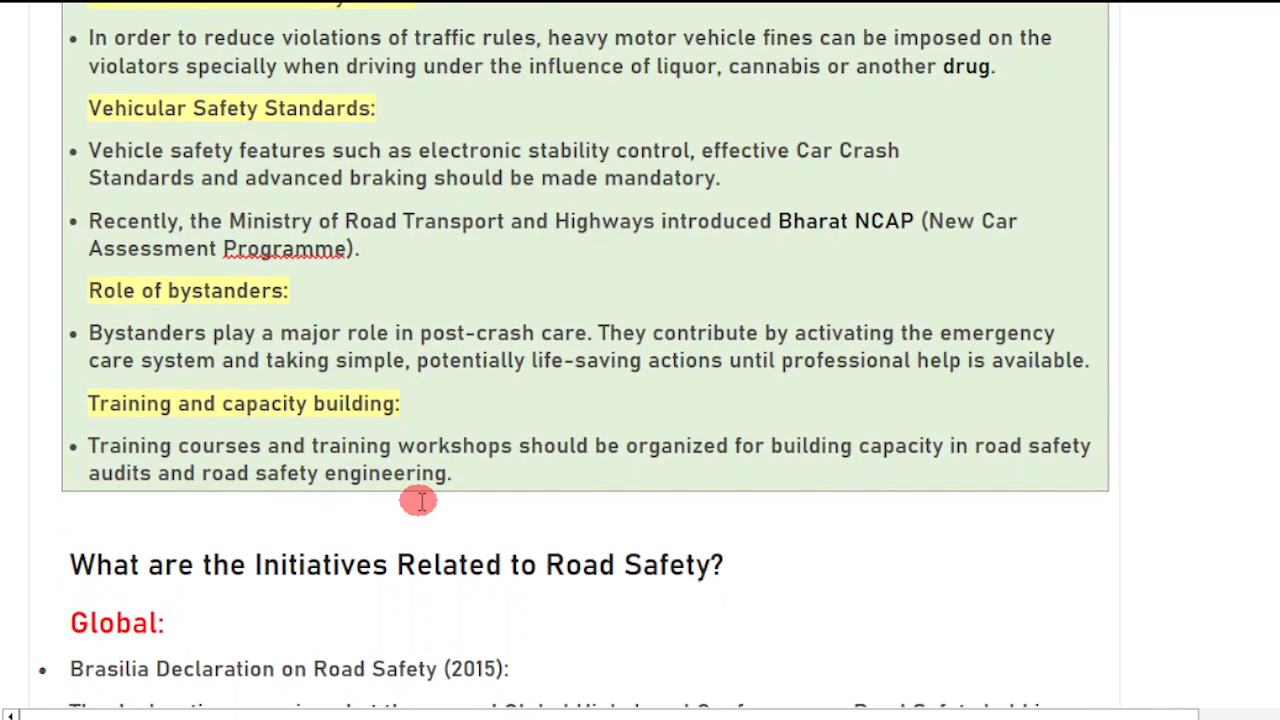 • In order to reduce violations of traffic rules, heavy motor vehicle fines can be imposed on the
violators specially when driving under the influence of liquor, cannabis or another drug.
Vehicular Safety Standards:
• Vehicle safety features such as electronic stability control, effective Car Crash
Standards and advanced braking should be made mandatory.
• Recently, the Ministry of Road Transport and Highways introduced Bharat NCAP (New Car
Assessment Programme).
Role of bystanders:
• Bystanders play a major role in post-crash care. They contribute by activating the emergency
care system and taking simple, potentially life-saving actions until professional help is available.
Training and capacity building:
• Training courses and training workshops should be organized for building capacity in road safety
audits and road safety engineering.
What are the Initiatives Related to Road Safety?
Global:
• Brasilia Declaration on Road Safety (2015):